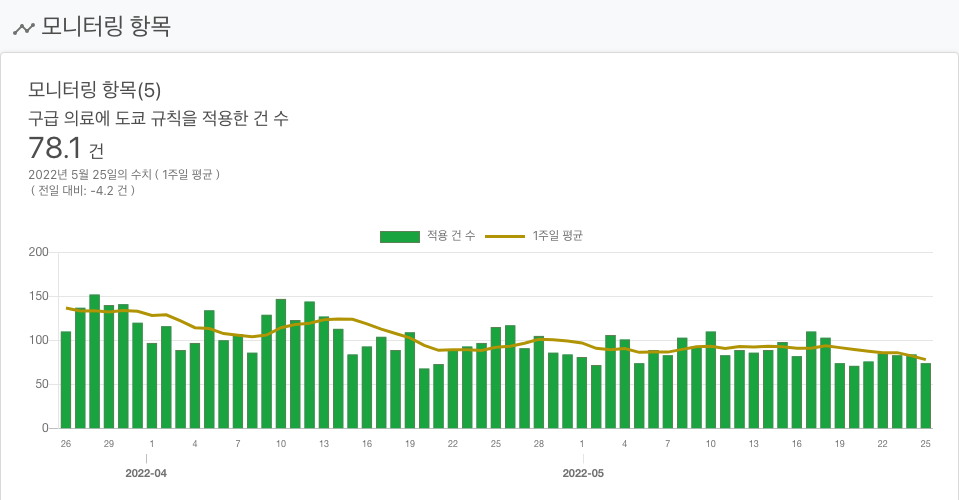 모니터링 항목
모니터링 항목(5)
구급 의료에 도쿄 규칙을 적용한 건 수
78.1 건
2022년 5월 25일의 수치 ( 1주일 평균 )
( 전일 대비: -4.2 건 )
적용 건 수 1주일 평균
200
150
100
50
0
26 29 1 4 7 10 13 16 19 22 25 28 1 4 7 10 13 16 19 22 25
2022-04 2022-05